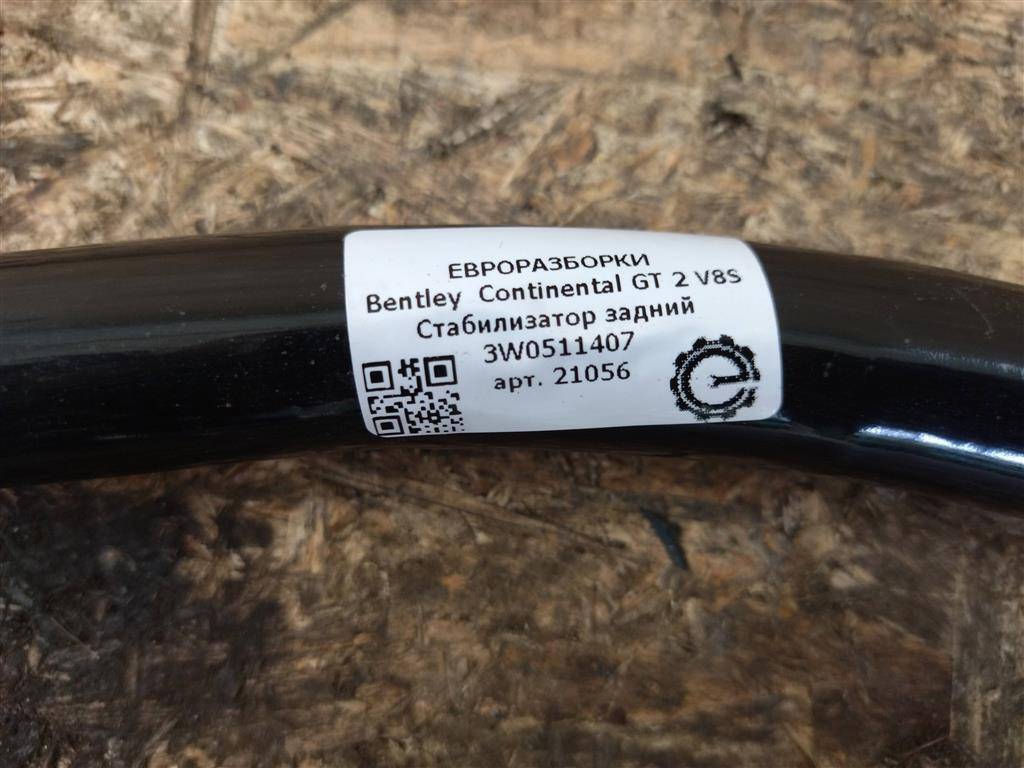 ЕВРОРАЗБОРКИ
Bentley Continental GT 2 V8S
Стабилизатор задний
3W0511407
арт. 21056